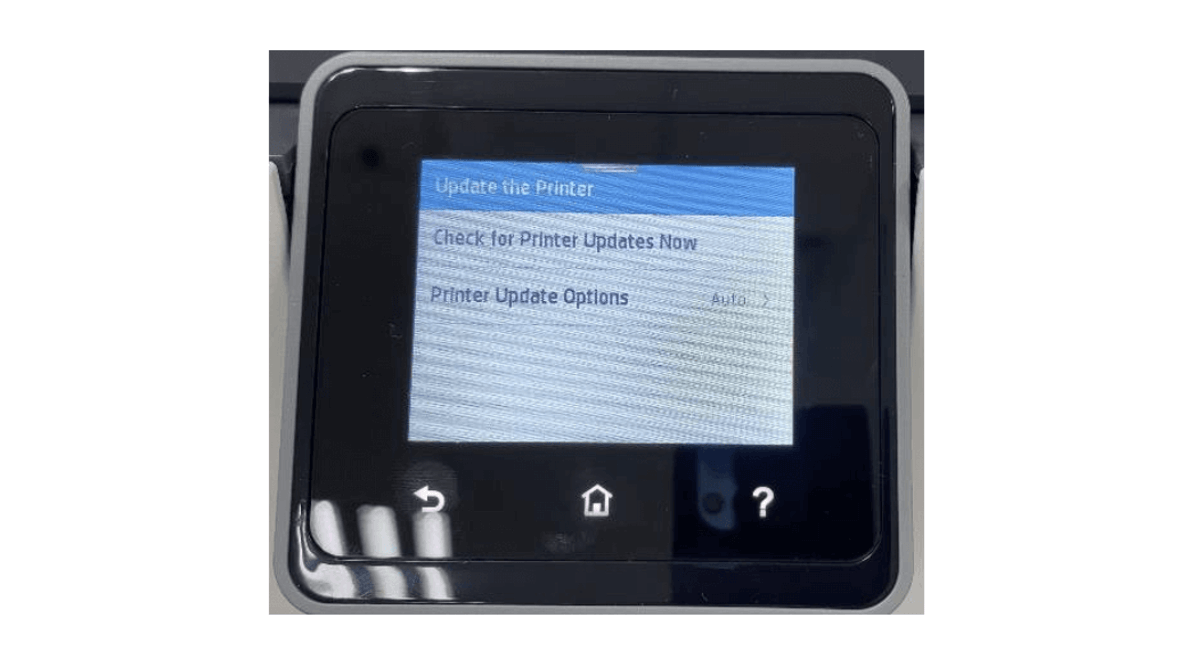 Update the Printer
Check for Printer Updates Now
Printer Update Options Auto >
?